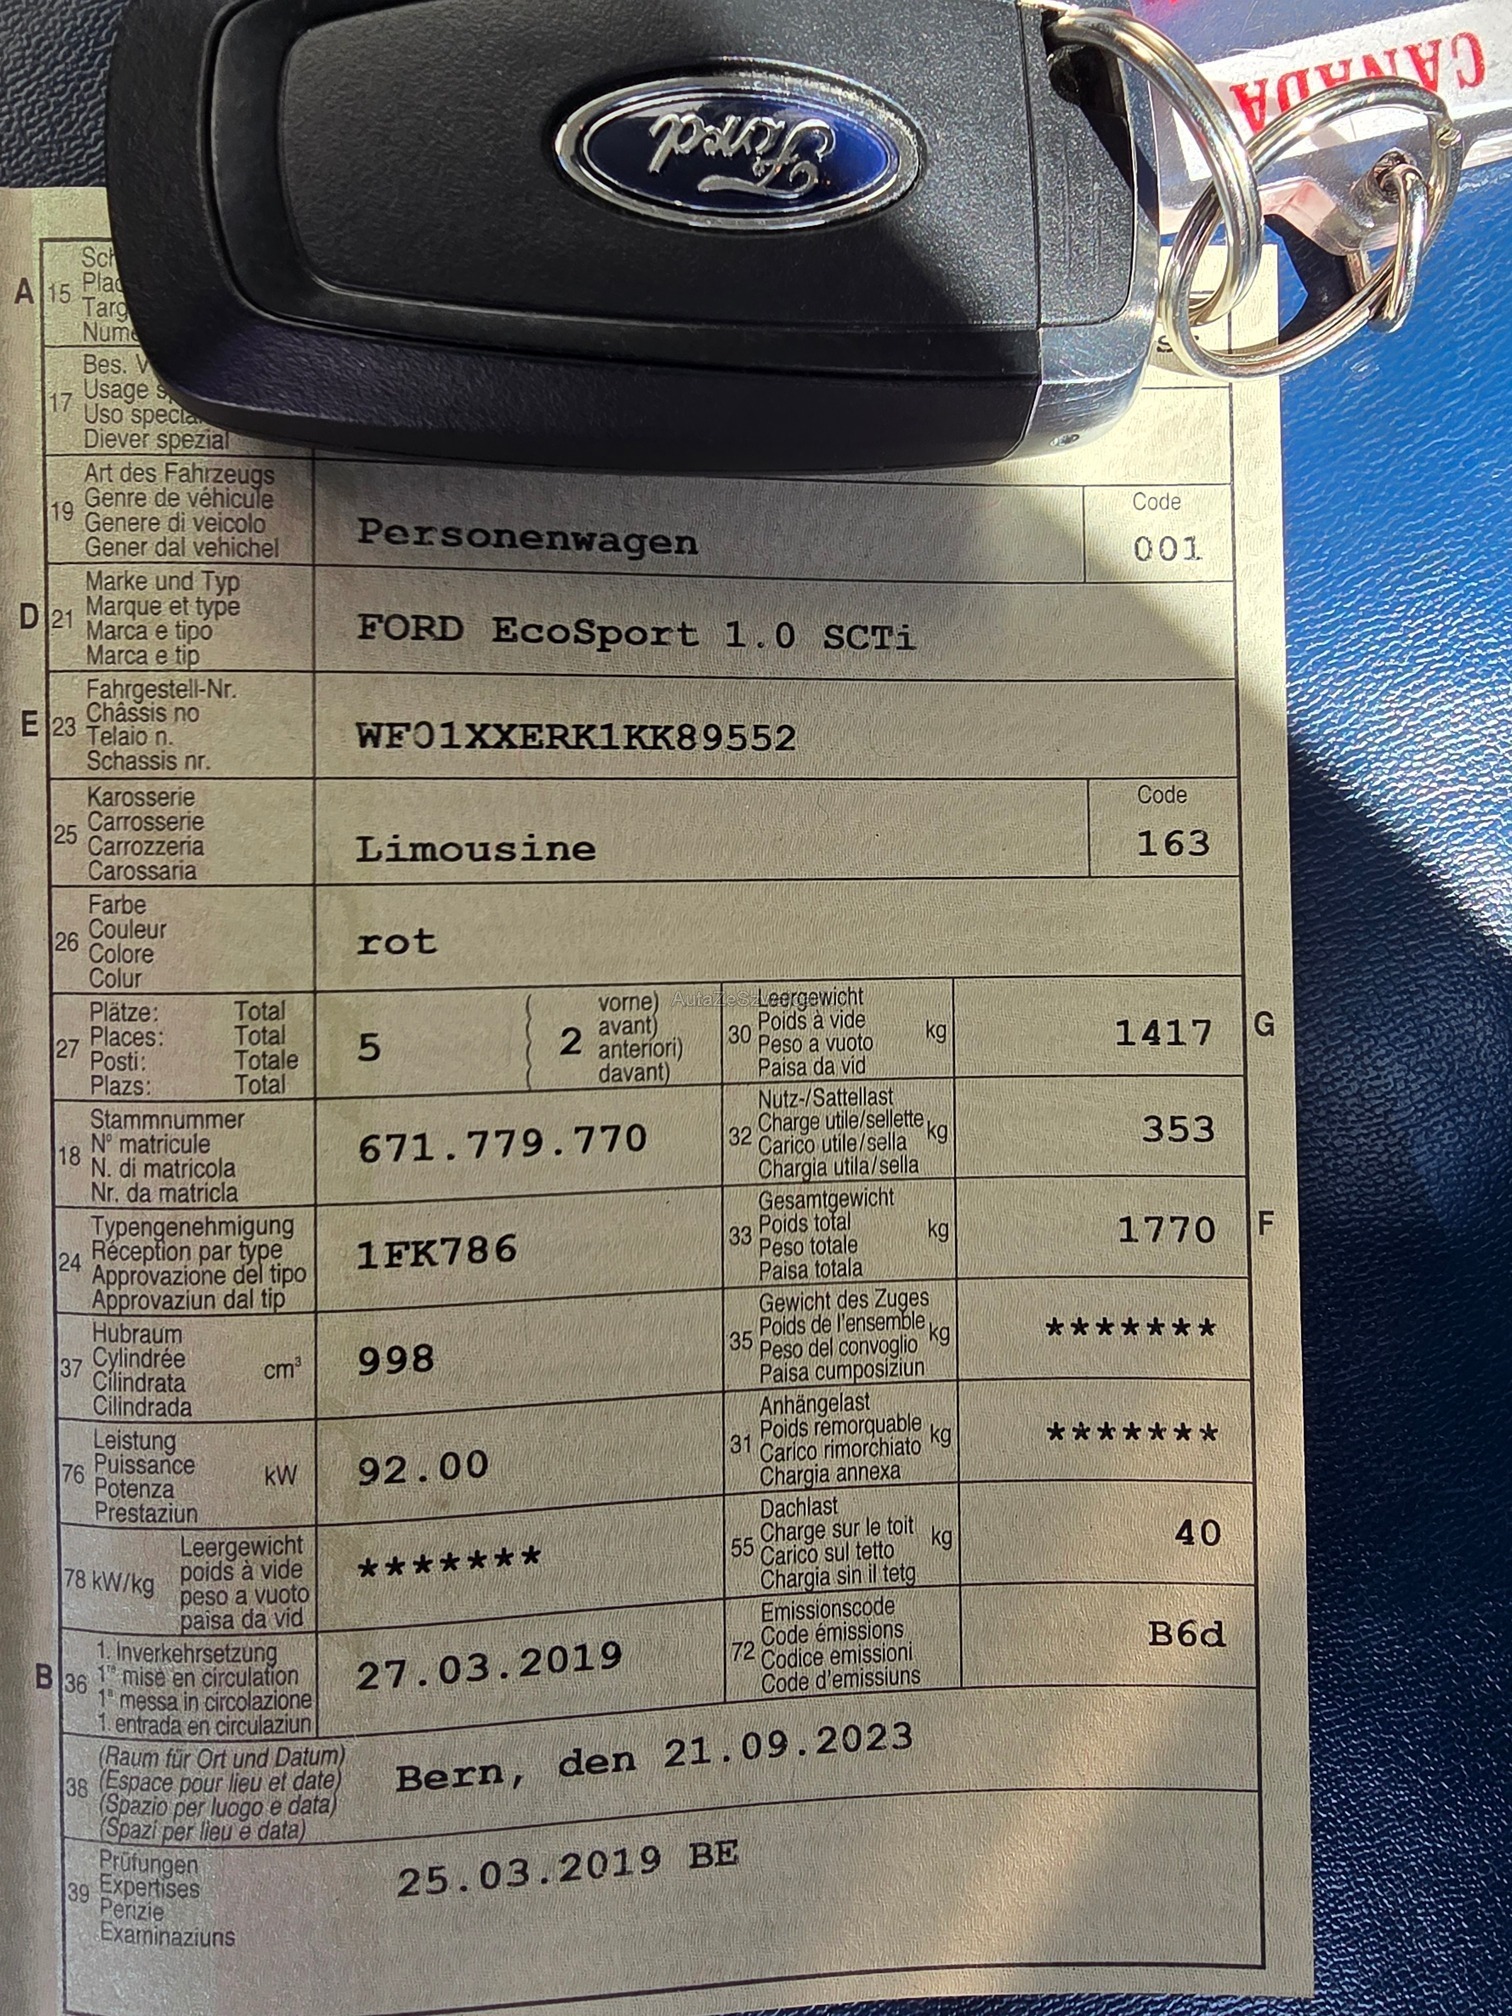 Ford
CANADA
A
15
Targ
17
Bes.
Usage
Uso
Diever spezial
19
Art des Fahrzeugs
Genre de véhicule
Genere di veicolo
Gener dal vehichel
Personenwagen
Code
001
D
21
Marke und Typ
Marque et type
Marca e tipo
Marca e tip
FORD EcoSport 1.0 SCTi
E
23
Fahrgestell-Nr.
Châssis no
Telaio n.
Schassis nr.
WF01XXERK1KK89552
25
Karosserie
Carrosserie
Carrozzeria
Carossaria
Limousine
Code
163
26
Farbe
Couleur
Colore
Colur
rot
27
Plätze: Total
Places: Total
Posti: Totale
Plazs: Total
5
2
vorne)
avant)
anteriori)
davant)
30
Leergewicht
Poids à vide
Peso a vuoto
Paisa da vid
kg
1417
G
18
Stammnummer
N° matricule
N. di matricola
Nr. da matricla
671.779.770
32
Nutz-/Sattellast
Charge utile/sellette
Carico utile/sella
Chargia utila/sella
kg
353
24
Typengenehmigung
Réception par type
Approvazione del tipo
Approvaziun dal tip
1FK786
33
Gesamtgewicht
Poids total
Peso totale
Paisa totala
kg
1770
F
37
Hubraum
Cylindrée
Cilindrata
Cilindrada
cm³
998
35
Gewicht des Zuges
Poids de l'ensemble
Peso del convoglio
Paisa cumposiziun
kg
*******
76
Leistung
Puissance
Potenza
Prestaziun
kW
92.00
31
Anhängelast
Poids remorquable
Carico rimorchiato
Chargia annexa
kg
*******
78 kW/kg
Leergewicht
poids à vide
peso a vuoto
paisa da vid
*******
55
Dachlast
Charge sur le toit
Carico sul tetto
Chargia sin il tetg
kg
40
B
36
1. Inverkehrsetzung
1re mise en circulation
1a messa in circolazione
1. entrada en circulaziun
27.03.2019
72
Emissionscode
Code émissions
Codice emissioni
Code d'emissiuns
B6d
38
(Raum für Ort und Datum)
(Espace pour lieu et date)
(Spazio per luogo e data)
(Spazi per lieu e data)
Bern, den 21.09.2023
39
Prüfungen
Expertises
Perizie
Examinaziuns
25.03.2019 BE